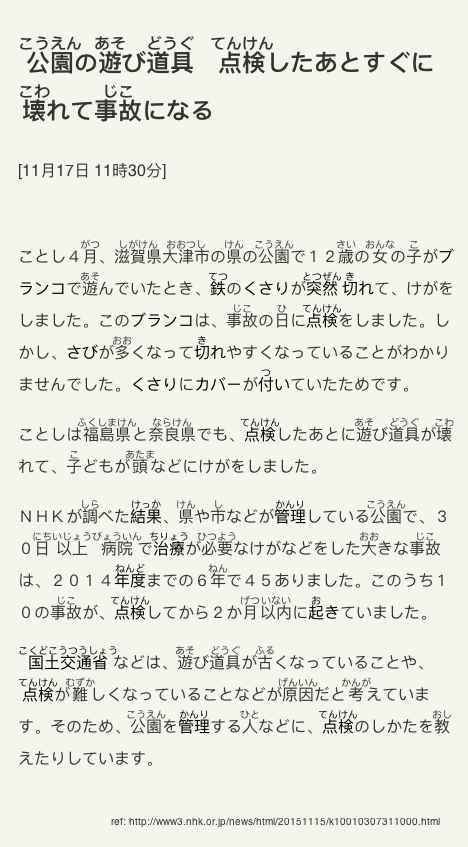 公園の遊び道具　点検したあとすぐに
壊れて事故になる
[11月17日 11時30分]
ことし４月、滋賀県大津市の県の公園で１２歳の女の子がブ
ランコで遊んでいたとき、鉄のくさりが突然切れて、けがを
しました。このブランコは、事故の日に点検をしました。し
かし、さびが多くなって切れやすくなっていることがわかり
ませんでした。くさりにカバーが付いていたためです。
ことしは福島県と奈良県でも、点検したあとに遊び道具が壊
れて、子どもが頭などにけがをしました。
ＮＨＫが調べた結果、県や市などが管理している公園で、３
０日以上病院で治療が必要なけがなどをした大きな事故
は、２０１４年度までの６年で４５ありました。このうち１
０の事故が、点検してから２か月以内に起きていました。
国土交通省などは、遊び道具が古くなっていることや、
点検が難しくなっていることなどが原因だと考えていま
す。そのため、公園を管理する人などに、点検のしかたを教
えたりしています。
ref: http://www3.nhk.or.jp/news/html/20151115/k10010307311000.html